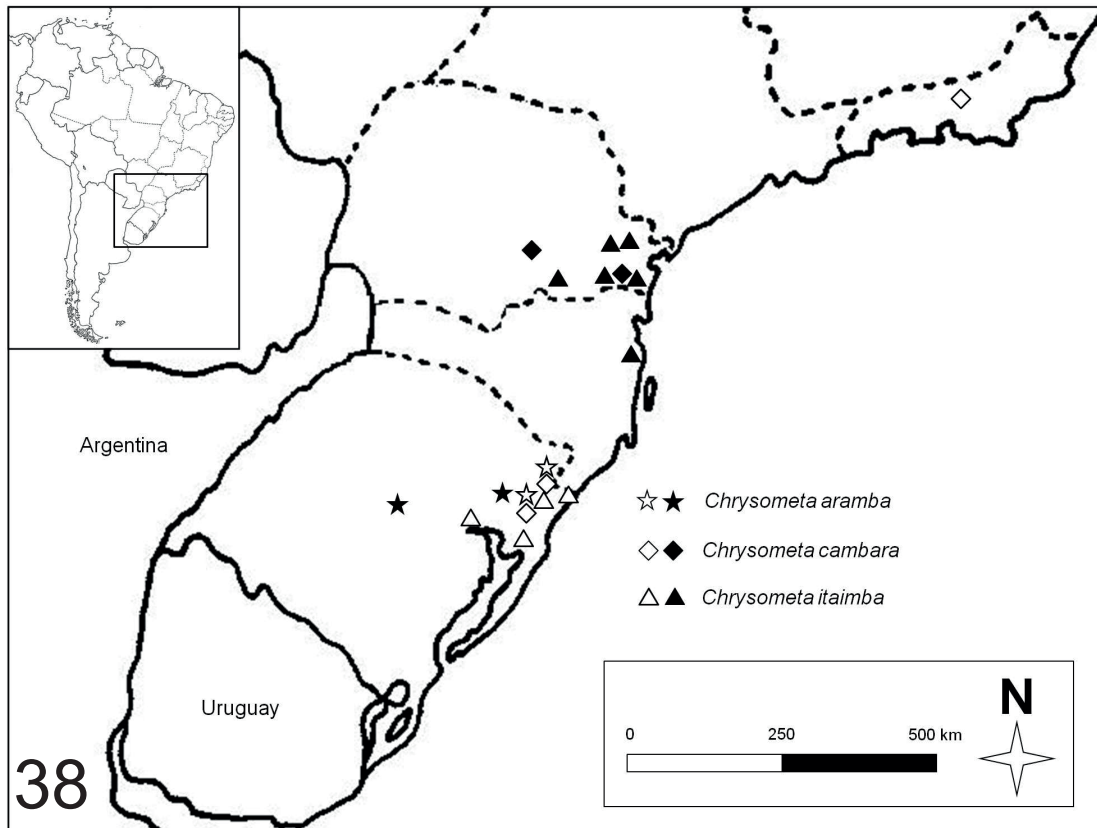 Argentina
Chrysometa aramba
Chrysometa cambara
Chrysometa itaimba
Uruguay
N
0 250 500 km
38